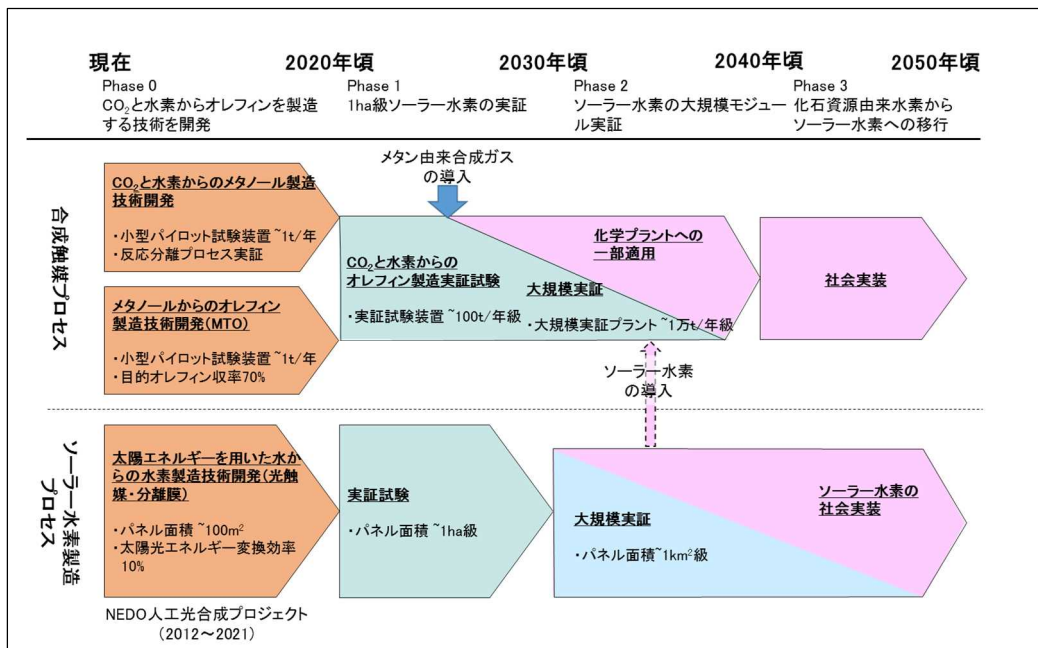 現在
2020年頃
2030年頃
2040年頃
2050年頃
Phase 0
CO₂と水素からオレフィンを製造
する技術を開発
Phase 1
1ha級ソーラー水素の実証
Phase 2
ソーラー水素の大規模モジュー
ル実証
Phase 3
化石資源由来水素から
ソーラー水素への移行
合成触媒プロセス
CO₂と水素からのメタノール製造
技術開発
・小型パイロット試験装置 ~1t/年
・反応分離プロセス実証
メタノールからのオレフィン
製造技術開発(MTO)
・小型パイロット試験装置 ~1t/年
・目的オレフィン収率70%
メタン由来合成ガス
の導入
CO₂と水素からの
オレフィン製造実証試験
・実証試験装置 ~100t/年級
化学プラントへの
一部適用
大規模実証
・大規模実証プラント ~1万t/年級
社会実装
ソーラー水素
の導入
ソーラー水素製造
プロセス
太陽エネルギーを用いた水か
らの水素製造技術開発(光触
媒・分離膜)
・パネル面積 ~100m²
・太陽光エネルギー変換効率
10%
実証試験
・パネル面積 ~1ha級
大規模実証
・パネル面積~1km²級
ソーラー水素の
社会実装
NEDO人工光合成プロジェクト
(2012～2021)